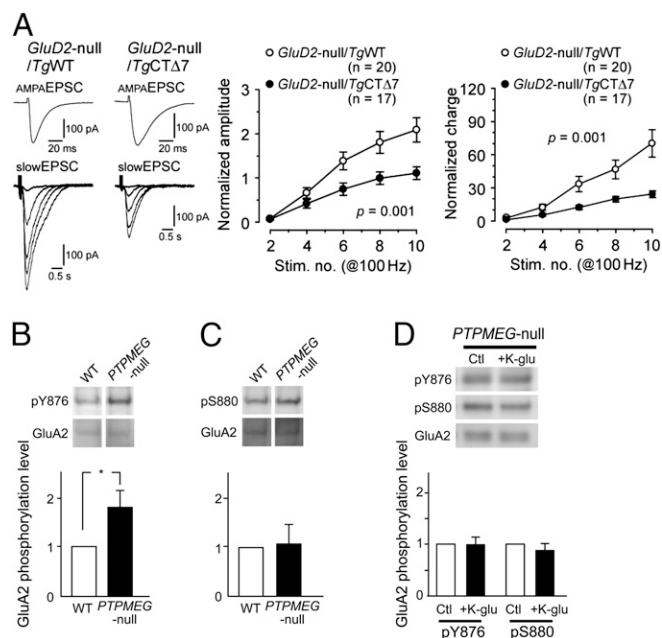 A
GluD2-null
/TgWT
GluD2-null
/TgCTΔ7
AMPAEPSC
AMPAEPSC
100 pA
20 ms
100 pA
20 ms
slowEPSC
slowEPSC
100 pA
0.5 s
100 pA
0.5 s
GluD2-null/TgWT
(n = 20)
GluD2-null/TgCTΔ7
(n = 17)
Normalized amplitude
3
2
1
0
p = 0.001
2 4 6 8 10
Stim. no. (@100 Hz)
GluD2-null/TgWT
(n = 20)
GluD2-null/TgCTΔ7
(n = 17)
Normalized charge
120
90
60
30
0
p = 0.001
2 4 6 8 10
Stim. no. (@100 Hz)
B
WT
PTPMEG
-null
pY876
GluA2
GluA2 phosphorylation level
2
1
0
*
WT PTPMEG
-null
C
WT
PTPMEG
-null
pS880
GluA2
2
1
0
WT PTPMEG
-null
D
PTPMEG-null
Ctl +K-glu
pY876
pS880
GluA2
GluA2 phosphorylation level
2
1
0
Ctl +K-glu Ctl +K-glu
pY876 pS880